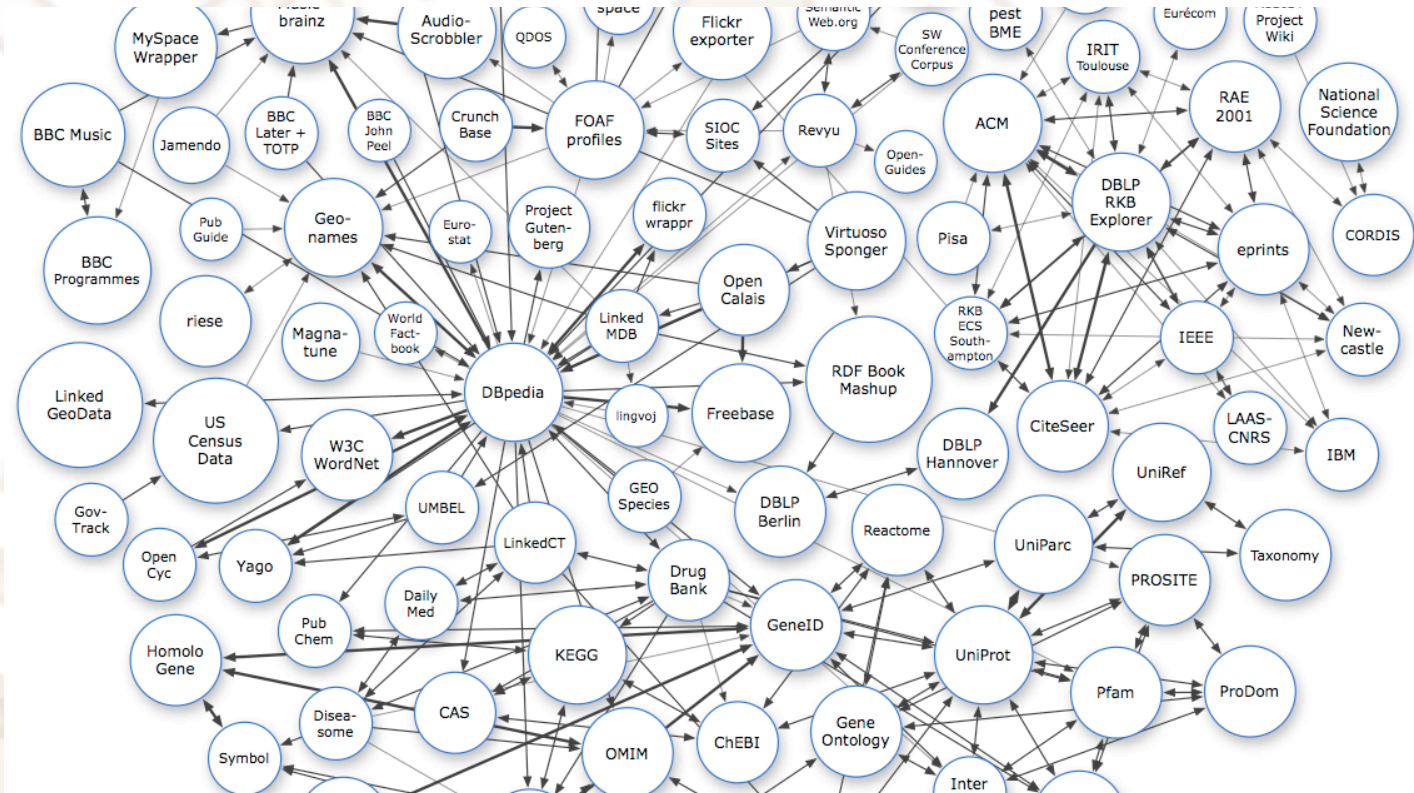 Music
brainz
Audio-
Scrobbler
QDOS
space
Flickr
exporter
Semantic
Web.org
SW
Conference
Corpus
pest
BME
IRIT
Toulouse
Eurécom
Project
Wiki
MySpace
Wrapper
BBC Music
Jamendo
BBC
Later +
TOTP
BBC
John
Peel
Crunch
Base
FOAF
profiles
SIOC
Sites
Revyu
Open-
Guides
ACM
RAE
2001
National
Science
Foundation
DBLP
RKB
Explorer
Pub
Guide
Geo-
names
Euro-
stat
Project
Guten-
berg
flickr
wrappr
Virtuoso
Sponger
Pisa
eprints
CORDIS
BBC
Programmes
Open
Calais
riese
Magna-
tune
World
Fact-
book
Linked
MDB
RKB
ECS
South-
ampton
IEEE
New-
castle
Linked
GeoData
DBpedia
RDF Book
Mashup
US
Census
Data
lingvoj
Freebase
CiteSeer
LAAS-
CNRS
IBM
W3C
WordNet
DBLP
Hannover
UniRef
Gov-
Track
UMBEL
GEO
Species
DBLP
Berlin
Reactome
UniParc
Taxonomy
Open
Cyc
Yago
LinkedCT
PROSITE
Daily
Med
Drug
Bank
GeneID
Pub
Chem
Homolo
Gene
KEGG
UniProt
Pfam
ProDom
Disea-
some
CAS
ChEBI
Gene
Ontology
Symbol
OMIM
Inter